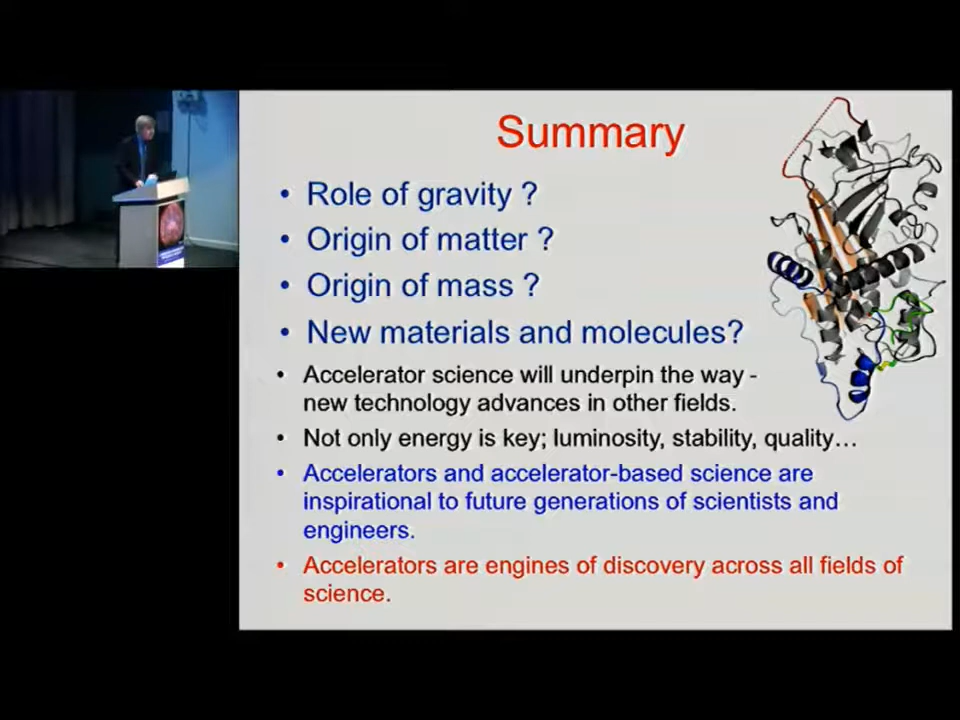 Summary
• Role of gravity ?
• Origin of matter ?
• Origin of mass ?
• New materials and molecules?
• Accelerator science will underpin the way -
new technology advances in other fields.
• Not only energy is key; luminosity, stability, quality…
• Accelerators and accelerator-based science are
inspirational to future generations of scientists and
engineers.
• Accelerators are engines of discovery across all fields of
science.